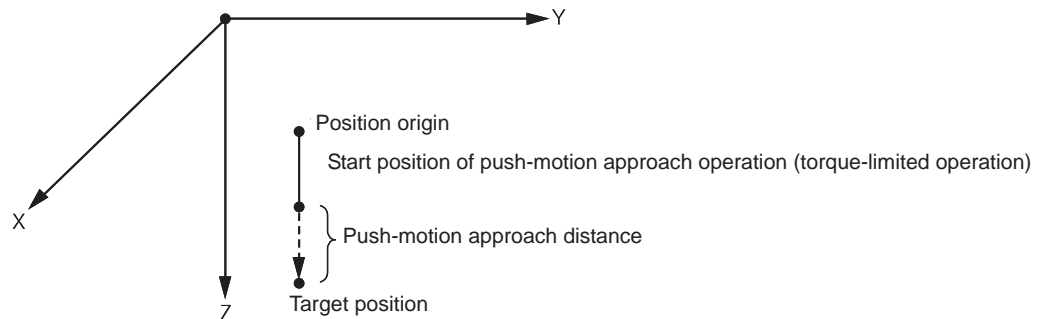 Y
Position origin
Start position of push-motion approach operation (torque-limited operation)
X
Push-motion approach distance
Target position
Z